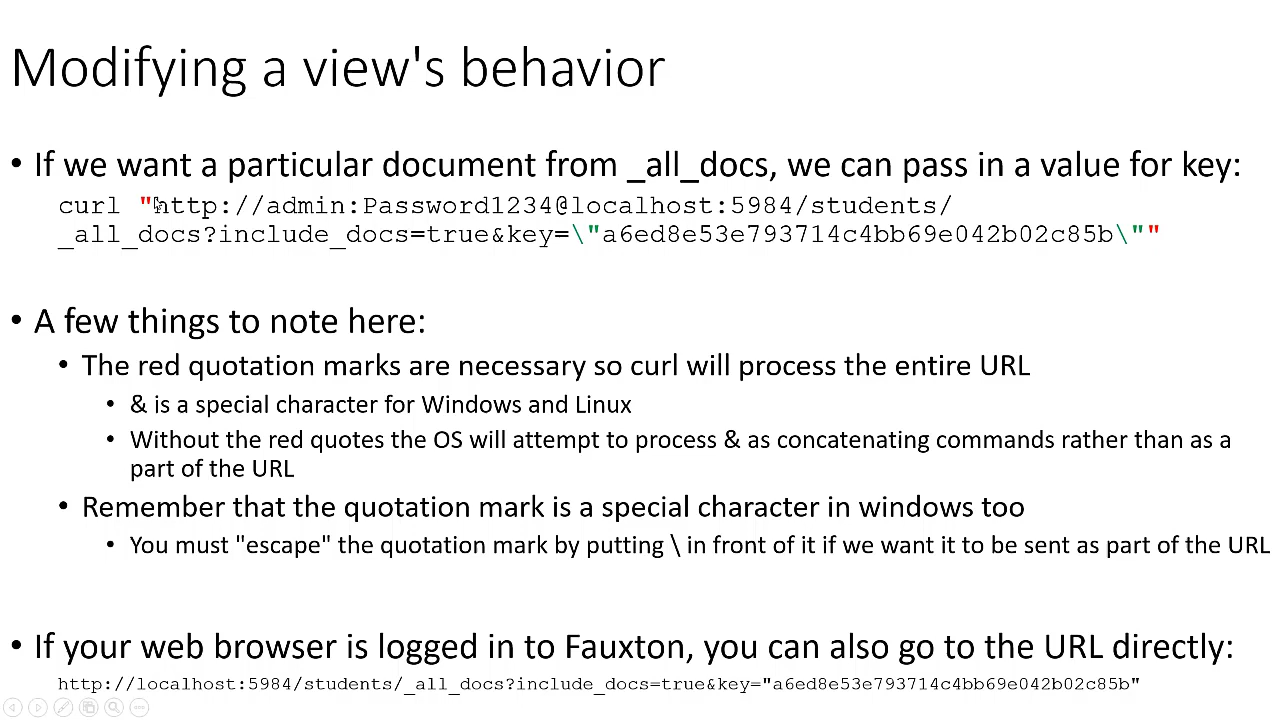 Modifying a view's behavior
• If we want a particular document from _all_docs, we can pass in a value for key:
curl "http://admin:Password1234@localhost:5984/students/
_all_docs?include_docs=true&key=\"a6ed8e53e793714c4bb69e042b02c85b\""
• A few things to note here:
• The red quotation marks are necessary so curl will process the entire URL
• & is a special character for Windows and Linux
• Without the red quotes the OS will attempt to process & as concatenating commands rather than as a
part of the URL
• Remember that the quotation mark is a special character in windows too
• You must "escape" the quotation mark by putting \ in front of it if we want it to be sent as part of the URL
• If your web browser is logged in to Fauxton, you can also go to the URL directly:
http://localhost:5984/students/_all_docs?include_docs=true&key="a6ed8e53e793714c4bb69e042b02c85b"